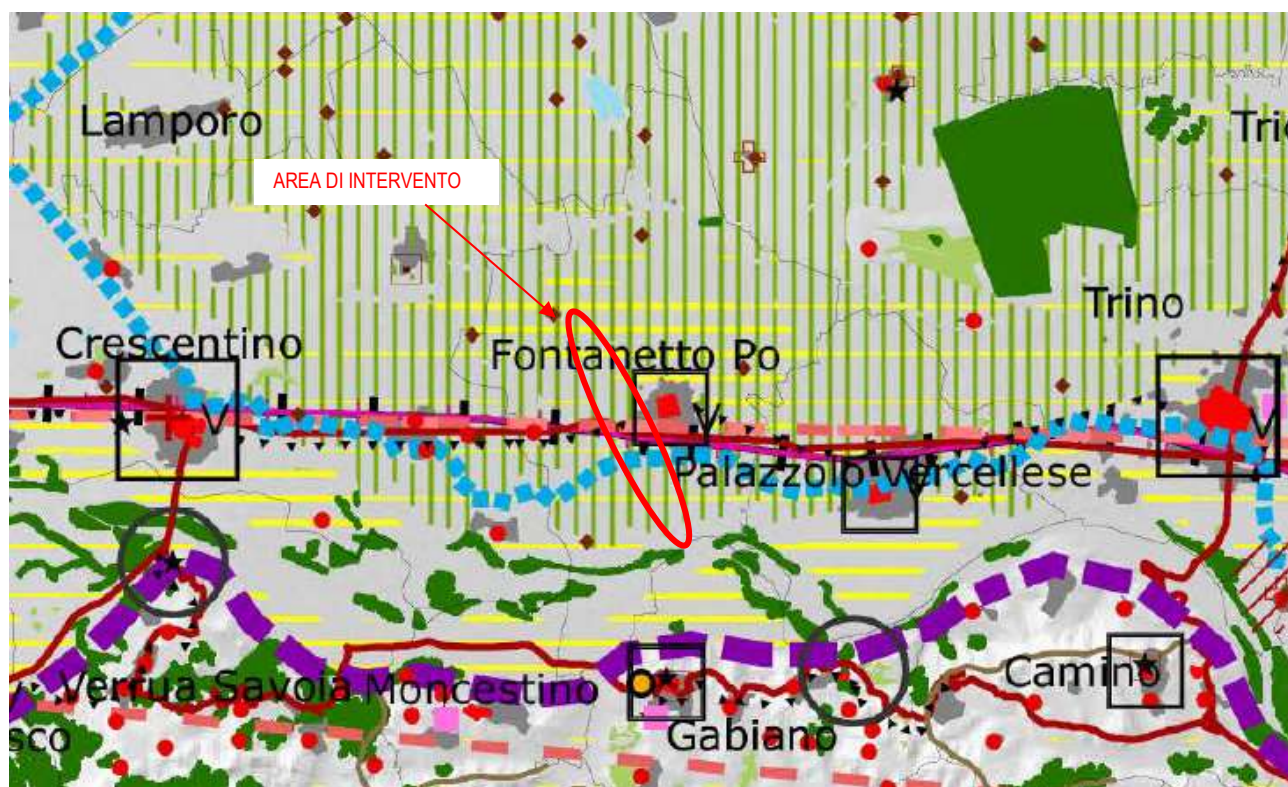 Lamporo
AREA DI INTERVENTO
Trino
Crescentino
Fontanetto Po
V
V
V
Palazzolo Vercellese
V
Verrua Savoia
Moncestino
Camino
Gabiano
sco